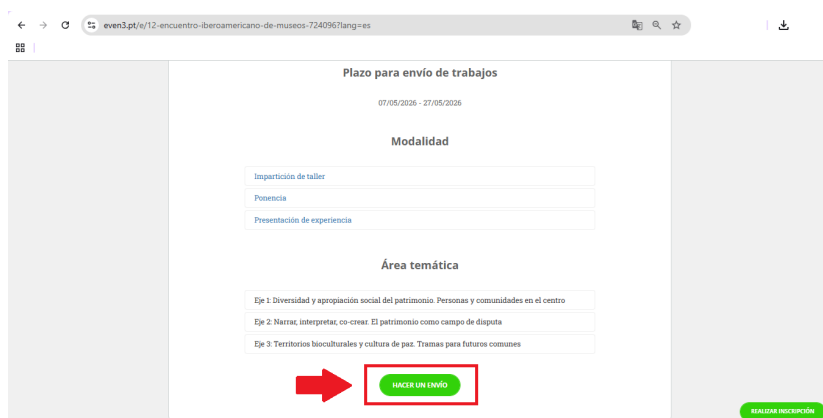 even3.pt/e/12-encuentro-iberoamericano-de-museos-724096?lang=es
Plazo para envío de trabajos
07/05/2026 - 27/05/2026
Modalidad
Impartición de taller
Ponencia
Presentación de experiencia
Área temática
Eje 1: Diversidad y apropiación social del patrimonio. Personas y comunidades en el centro
Eje 2: Narrar, interpretar, co-crear. El patrimonio como campo de disputa
Eje 3: Territorios bioculturales y cultura de paz. Tramas para futuros comunes
HACER UN ENVÍO
REALIZAR INSCRIPCIÓN